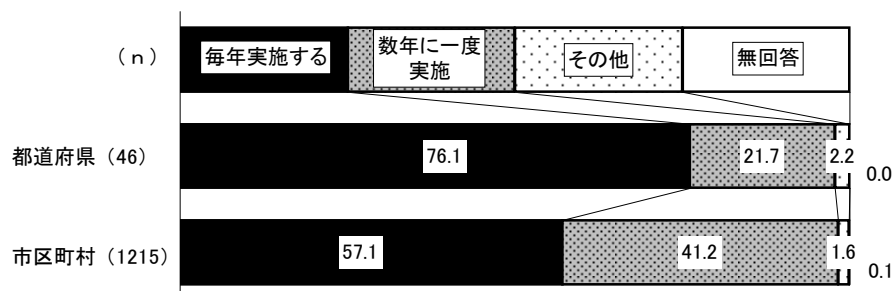 (n)
毎年実施する
数年に一度
実施
その他
無回答
都道府県(46)
76.1
21.7
2.2
0.0
市区町村(1215)
57.1
41.2
1.6
0.1